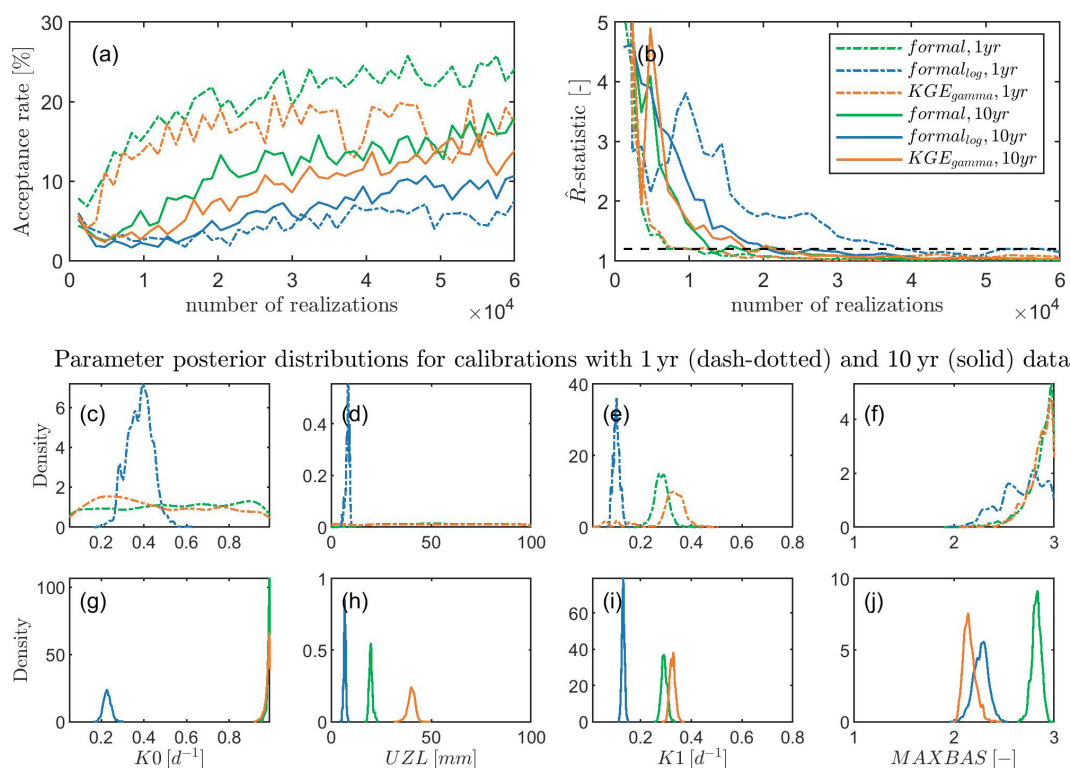 30
20
10
0
(a)
Acceptance rate [%]
0 1 2 3 4 5 6
number of realizations
×10⁴
5
4
3
2
1
(b)
R̂-statistic [-]
formal, 1yr
formal_log, 1yr
KGE_gamma, 1yr
formal, 10yr
formal_log, 10yr
KGE_gamma, 10yr
0 2 4 6
number of realizations
×10⁴
Parameter posterior distributions for calibrations with 1 yr (dash-dotted) and 10 yr (solid) data
(c)
Density
6
4
2
0
0.2 0.4 0.6 0.8
(d)
0.4
0.2
0
0 50 100
(e)
40
20
0
0 0.2 0.4 0.6 0.8
(f)
4
2
0
1 2 3
(g)
Density
100
50
0
0.2 0.4 0.6 0.8
K0 [d⁻¹]
(h)
1
0.5
0
0 50 100
UZL [mm]
(i)
60
40
20
0
0 0.2 0.4 0.6 0.8
K1 [d⁻¹]
(j)
10
5
0
1 2 3
MAXBAS [−]